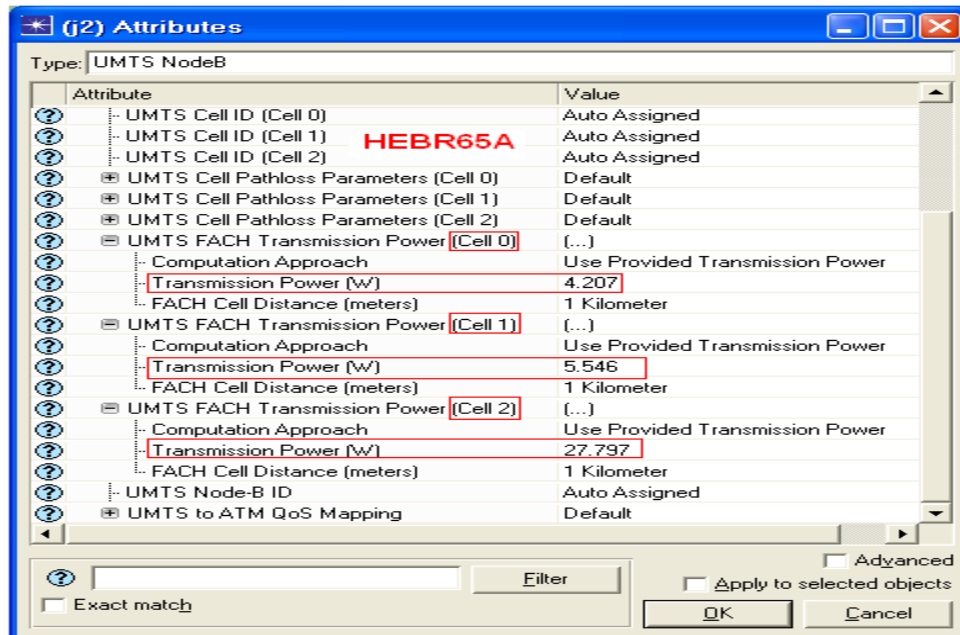 (j2) Attributes
Type: UMTS NodeB
Attribute Value
UMTS Cell ID (Cell 0) Auto Assigned
UMTS Cell ID (Cell 1) Auto Assigned
HEBR65A
UMTS Cell ID (Cell 2) Auto Assigned
UMTS Cell Pathloss Parameters (Cell 0) Default
UMTS Cell Pathloss Parameters (Cell 1) Default
UMTS Cell Pathloss Parameters (Cell 2) Default
UMTS FACH Transmission Power (Cell 0) (...)
Computation Approach Use Provided Transmission Power
Transmission Power (W) 4.207
FACH Cell Distance (meters) 1 Kilometer
UMTS FACH Transmission Power (Cell 1) (...)
Computation Approach Use Provided Transmission Power
Transmission Power (W) 5.546
FACH Cell Distance (meters) 1 Kilometer
UMTS FACH Transmission Power (Cell 2) (...)
Computation Approach Use Provided Transmission Power
Transmission Power (W) 27.797
FACH Cell Distance (meters) 1 Kilometer
UMTS Node-B ID Auto Assigned
UMTS to ATM QoS Mapping Default
Advanced
Filter
Apply to selected objects
Exact match
OK Cancel